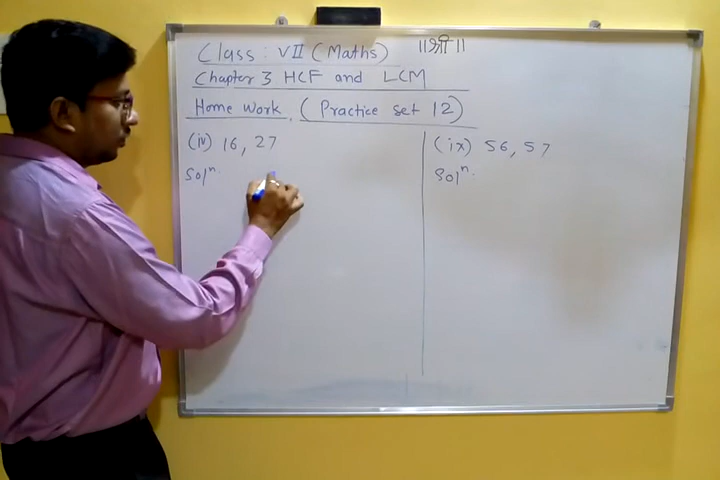 Class : VII (Maths) ॥श्री॥
Chapter 3 HCF and LCM
Home Work. (Practice Set 12)
(iv) 16, 27
Solⁿ.
(ix) 56, 57
Solⁿ.